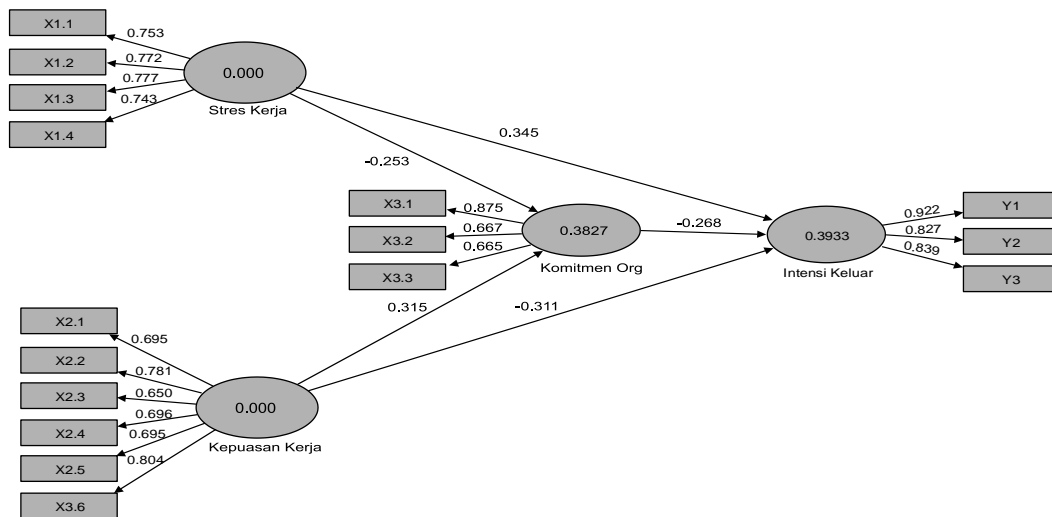 X1.1
0.753
X1.2
0.772
X1.3
0.777
X1.4
0.743
0.000
Stres Kerja
0.345
-0.253
X3.1
0.875
X3.2
0.667
X3.3
0.665
0.3827
Komitmen Org
-0.268
0.3933
Intensi Keluar
0.922
Y1
0.827
Y2
0.839
Y3
0.315
-0.311
X2.1
0.695
X2.2
0.781
X2.3
0.650
X2.4
0.696
X2.5
0.695
X3.6
0.804
0.000
Kepuasan Kerja